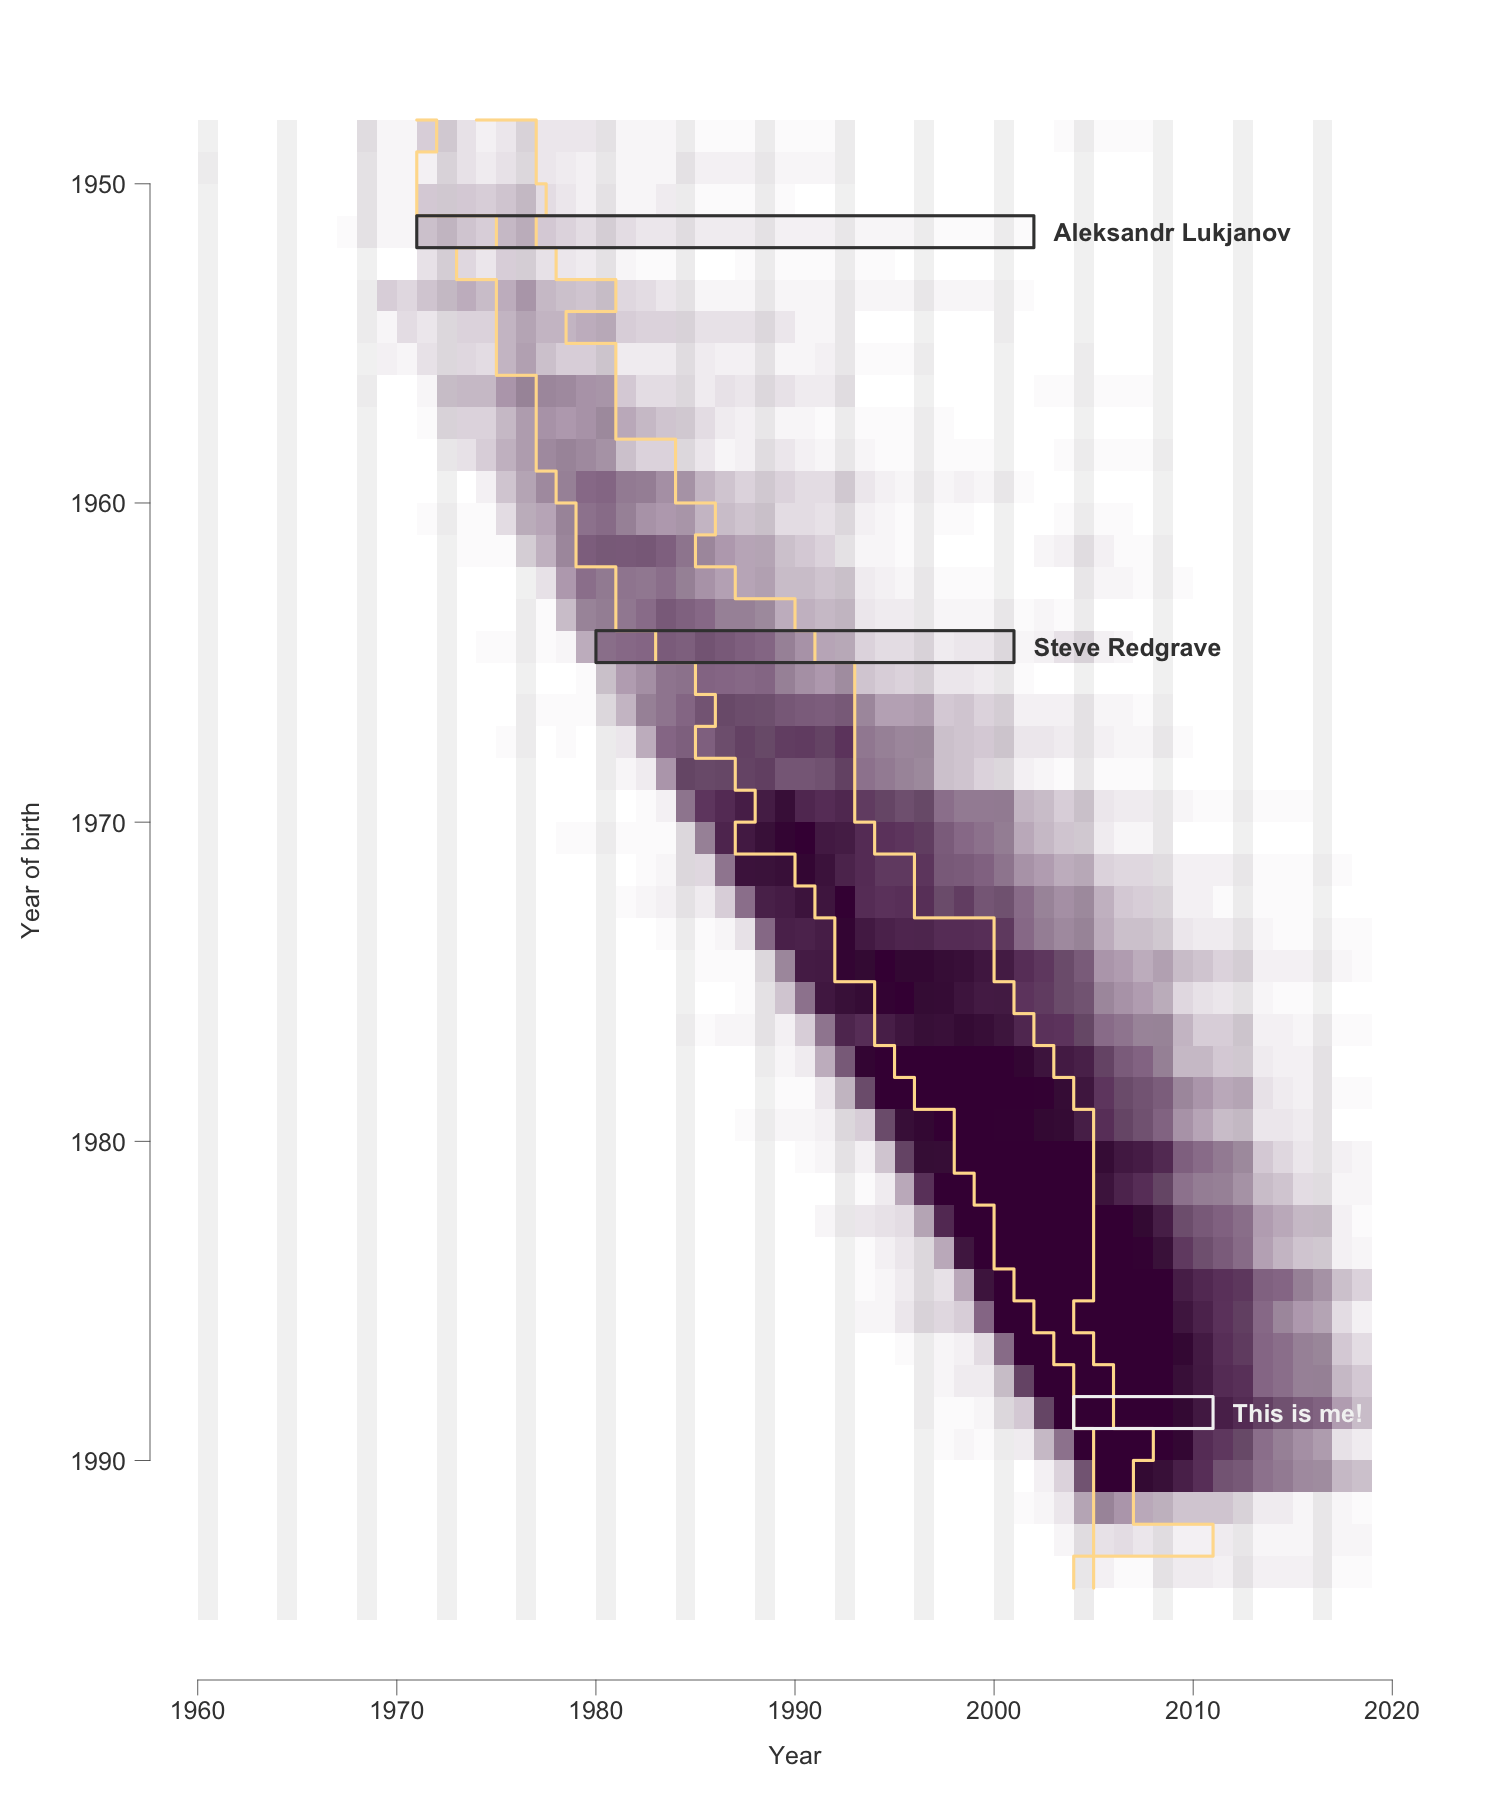 1950
Aleksandr Lukjanov
1960
Steve Redgrave
1970
Year of birth
1980
This is me!
1990
1960 1970 1980 1990 2000 2010 2020
Year